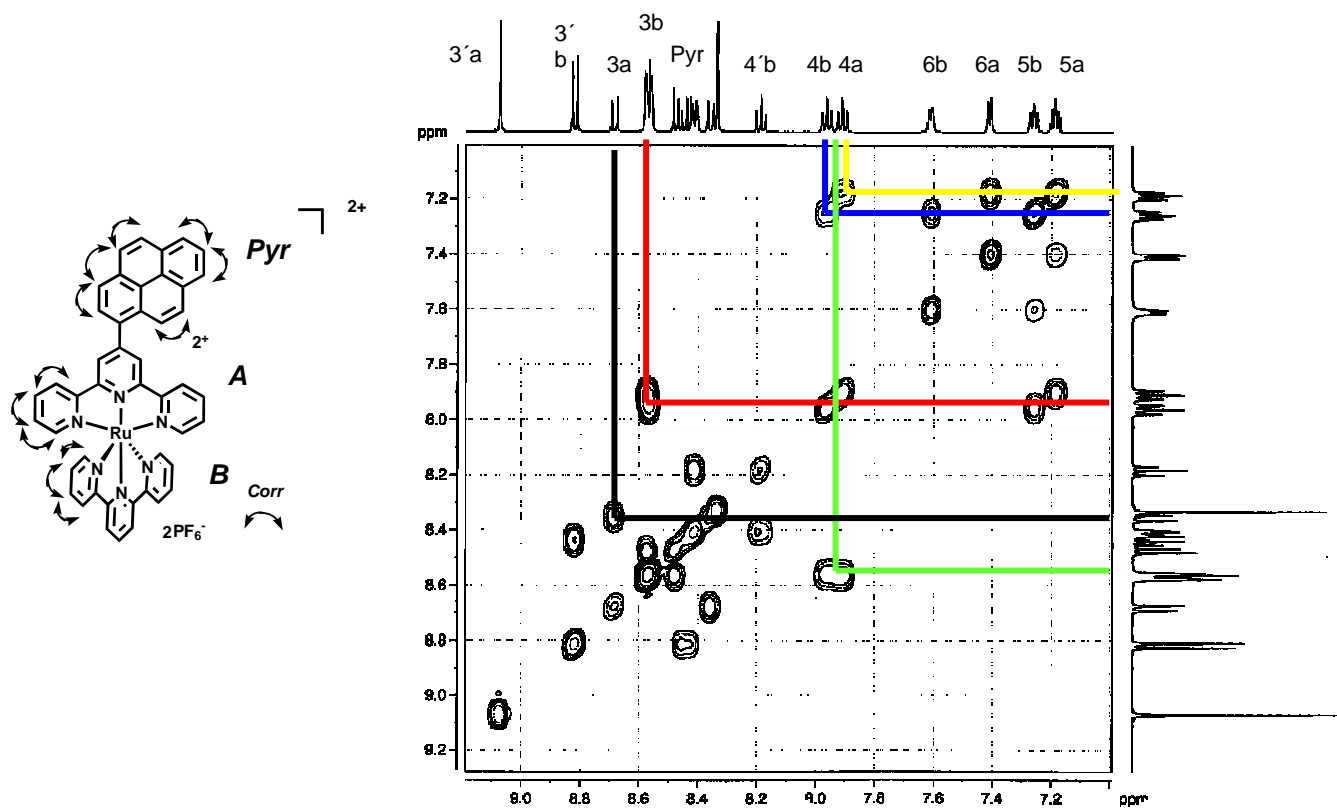 3b
3´
b
3´a
3a
Pyr
4´b
4b 4a
6b
6a
5b
5a
ppm
7.2
7.4
7.6
7.8
8.0
8.2
8.4
8.6
8.8
9.0
9.2
9.0 8.8 8.6 8.4 8.2 8.0 7.8 7.6 7.4 7.2 ppm
2+
Pyr
2+
A
N
N N
Ru
B
N N
N
Corr
2PF6-